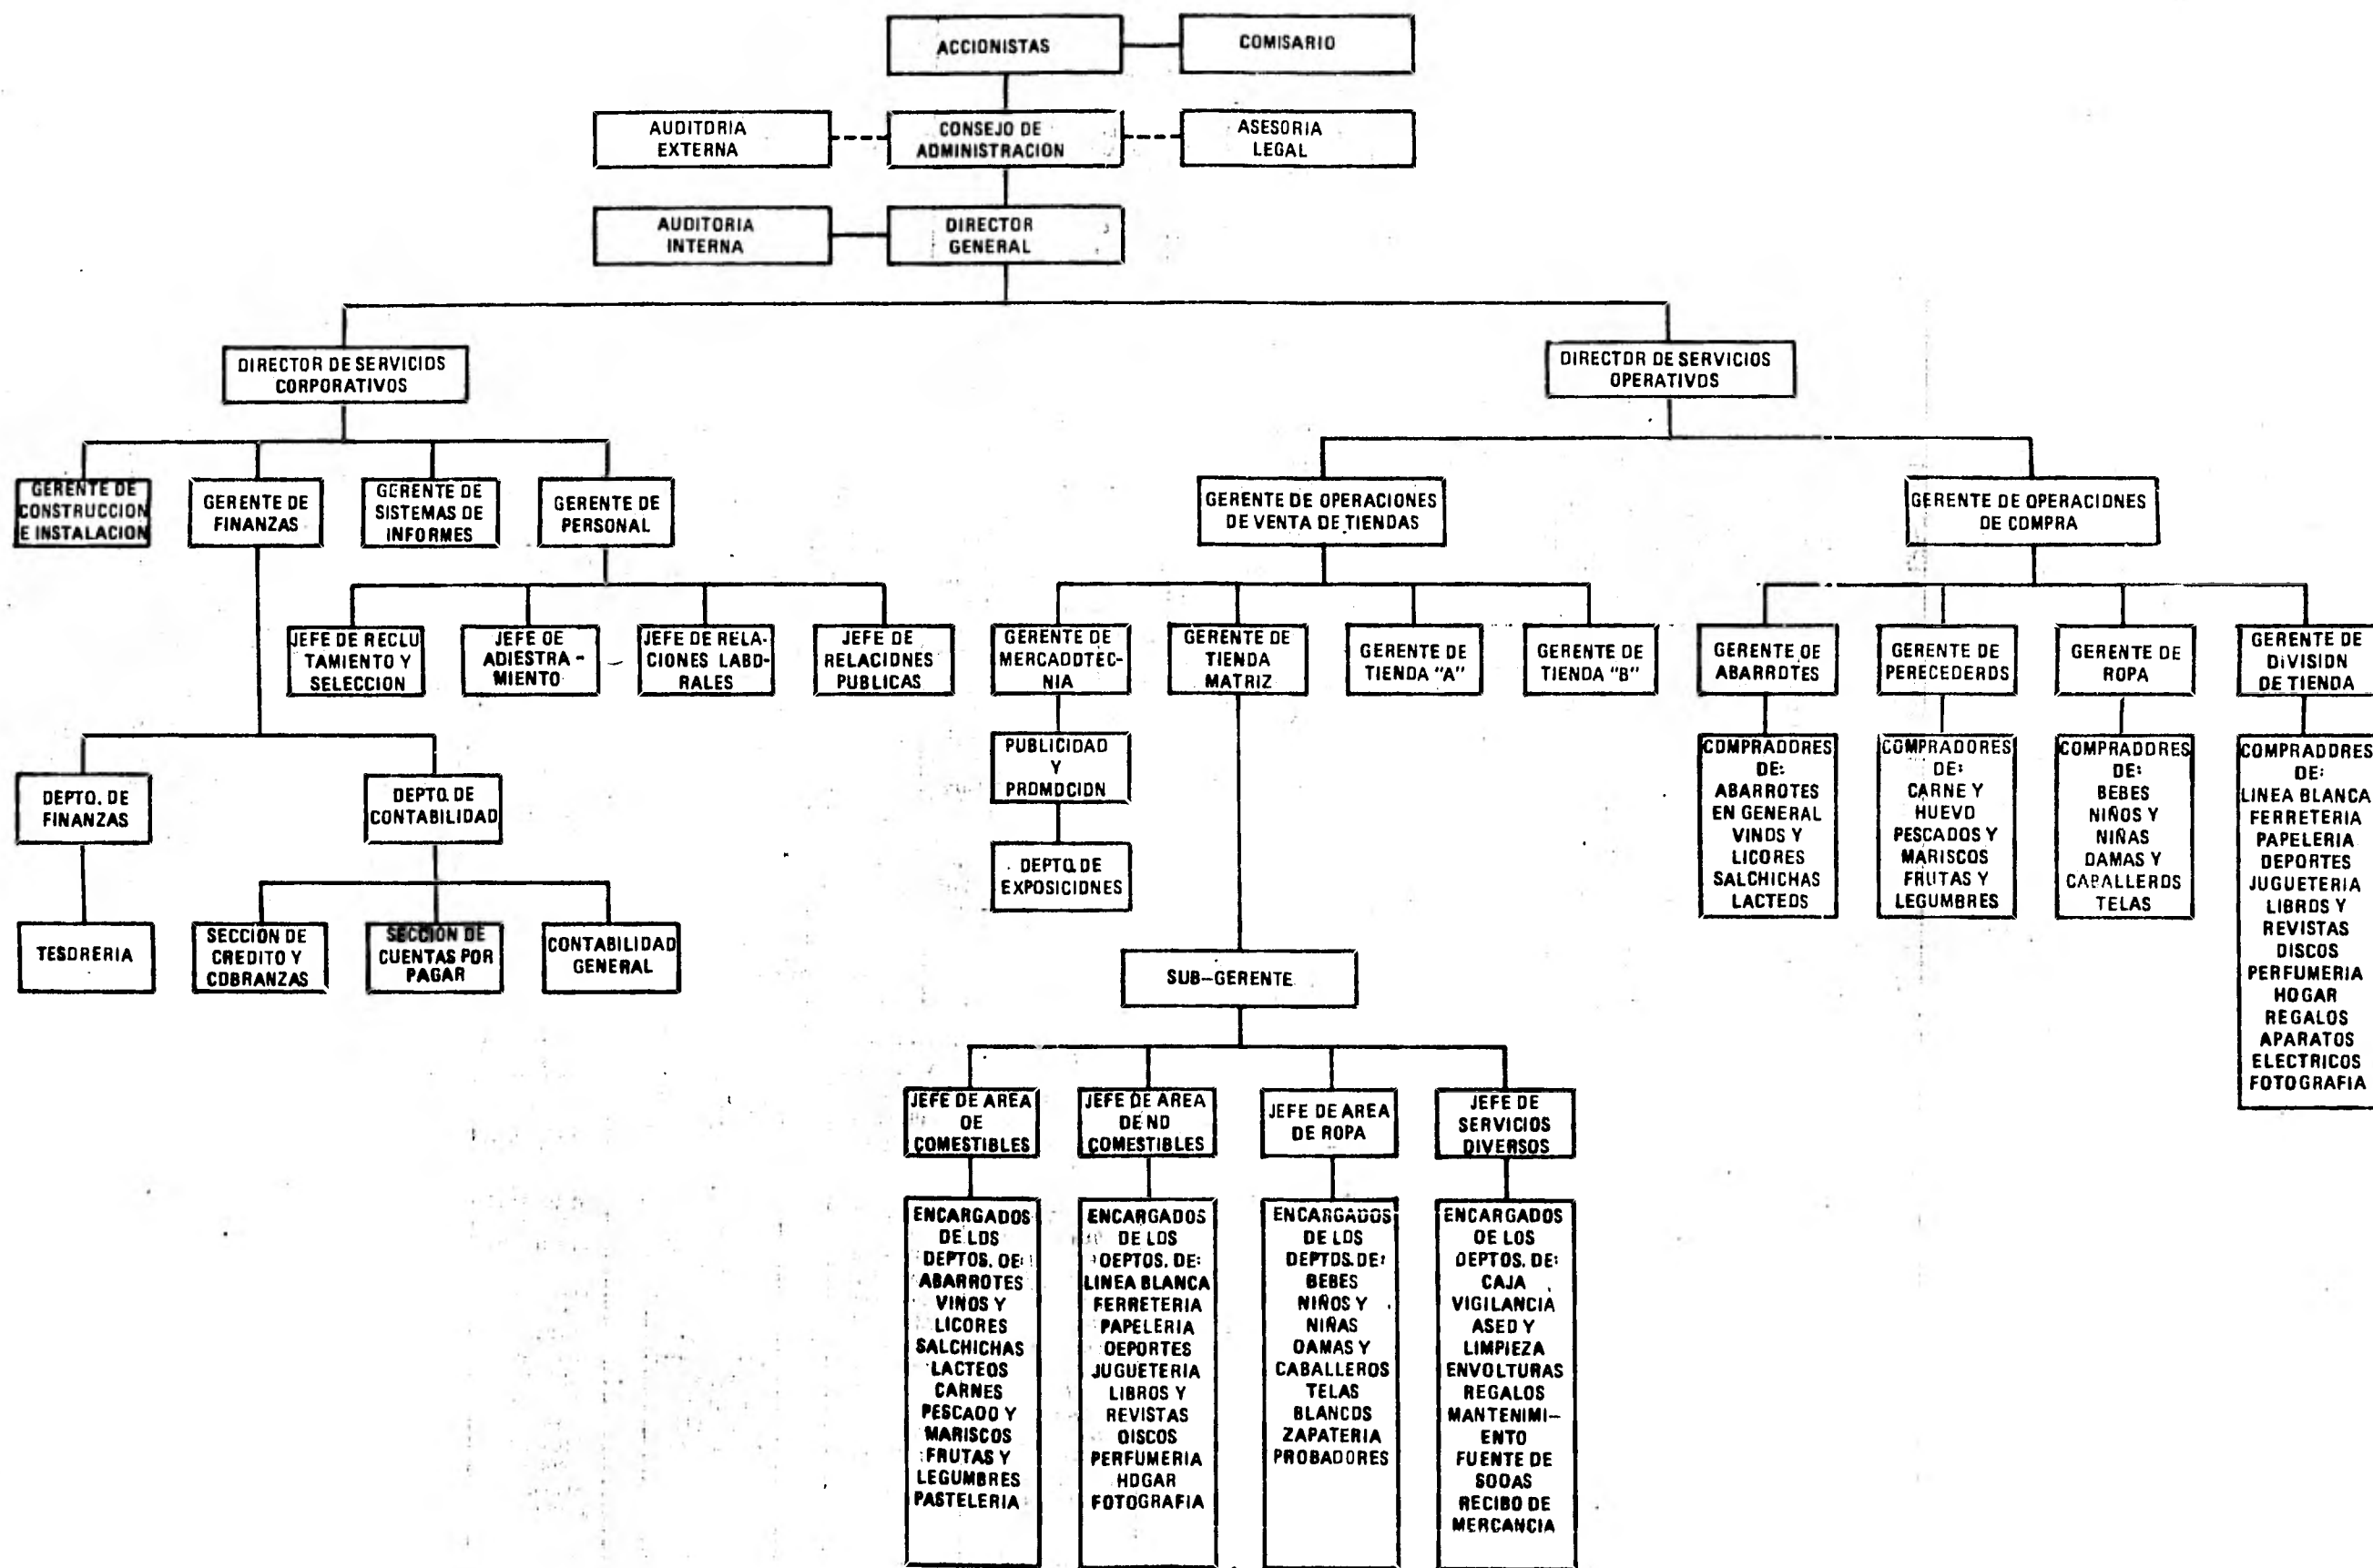 ACCIONISTAS
COMISARIO
AUDITORIA
EXTERNA
CONSEJO DE
ADMINISTRACION
ASESORIA
LEGAL
AUDITORIA
INTERNA
DIRECTOR
GENERAL
DIRECTOR DE SERVICIOS
CORPORATIVOS
DIRECTOR DE SERVICIOS
OPERATIVOS
GERENTE DE
CONSTRUCCION
E INSTALACION
GERENTE DE
FINANZAS
GERENTE DE
SISTEMAS DE
INFORMES
GERENTE DE
PERSONAL
GERENTE DE OPERACIONES
DE VENTA DE TIENDAS
GERENTE DE OPERACIONES
DE COMPRA
JEFE DE RECLU
TAMIENTO Y
SELECCION
JEFE DE
ADIESTRA -
MIENTO
JEFE DE RELA-
CIONES LABO-
RALES
JEFE DE
RELACIONES
PUBLICAS
GERENTE DE
MERCADOTEC-
NIA
GERENTE DE
TIENDA
MATRIZ
GERENTE DE
TIENDA "A"
GERENTE DE
TIENDA "B"
GERENTE DE
ABARROTES
GERENTE DE
PERECEDEROS
GERENTE DE
ROPA
GERENTE DE
DIVISION
DE TIENDA
PUBLICIDAD
Y
PROMOCION
DEPTO. DE
EXPOSICIONES
COMPRADORES
DE:
ABARROTES
EN GENERAL
VINOS Y
LICORES
SALCHICHAS
LACTEOS
COMPRADORES
DE:
CARNE Y
HUEVO
PESCADOS Y
MARISCOS
FRUTAS Y
LEGUMBRES
COMPRADORES
DE:
BEBES
NIÑOS Y
NIÑAS
DAMAS Y
CABALLEROS
TELAS
COMPRADORES
DE:
LINEA BLANCA
FERRETERIA
PAPELERIA
DEPORTES
JUGUETERIA
LIBROS Y
REVISTAS
DISCOS
PERFUMERIA
HOGAR
REGALOS
APARATOS
ELECTRICOS
FOTOGRAFIA
DEPTO. DE
FINANZAS
DEPTO. DE
CONTABILIDAD
TESORERIA
SECCION DE
CREDITO Y
COBRANZAS
SECCION DE
CUENTAS POR
PAGAR
CONTABILIDAD
GENERAL
SUB-GERENTE
JEFE DE AREA
DE
COMESTIBLES
JEFE DE AREA
DE NO
COMESTIBLES
JEFE DE AREA
DE ROPA
JEFE DE
SERVICIOS
DIVERSOS
ENCARGADOS
DE LOS
DEPTOS. DE:
ABARROTES
VINOS Y
LICORES
SALCHICHAS
LACTEOS
CARNES
PESCADO Y
MARISCOS
FRUTAS Y
LEGUMBRES
PASTELERIA
ENCARGADOS
DE LOS
DEPTOS. DE:
LINEA BLANCA
FERRETERIA
PAPELERIA
DEPORTES
JUGUETERIA
LIBROS Y
REVISTAS
DISCOS
PERFUMERIA
HOGAR
FOTOGRAFIA
ENCARGADOS
DE LOS
DEPTOS. DE:
BEBES
NIÑOS Y
NIÑAS
DAMAS Y
CABALLEROS
TELAS
BLANCOS
ZAPATERIA
PROBADORES
ENCARGADOS
DE LOS
DEPTOS. DE:
CAJA
VIGILANCIA
ASEO Y
LIMPIEZA
ENVOLTURAS
REGALOS
MANTENIMI-
ENTO
FUENTE DE
SODAS
RECIBO DE
MERCANCIA